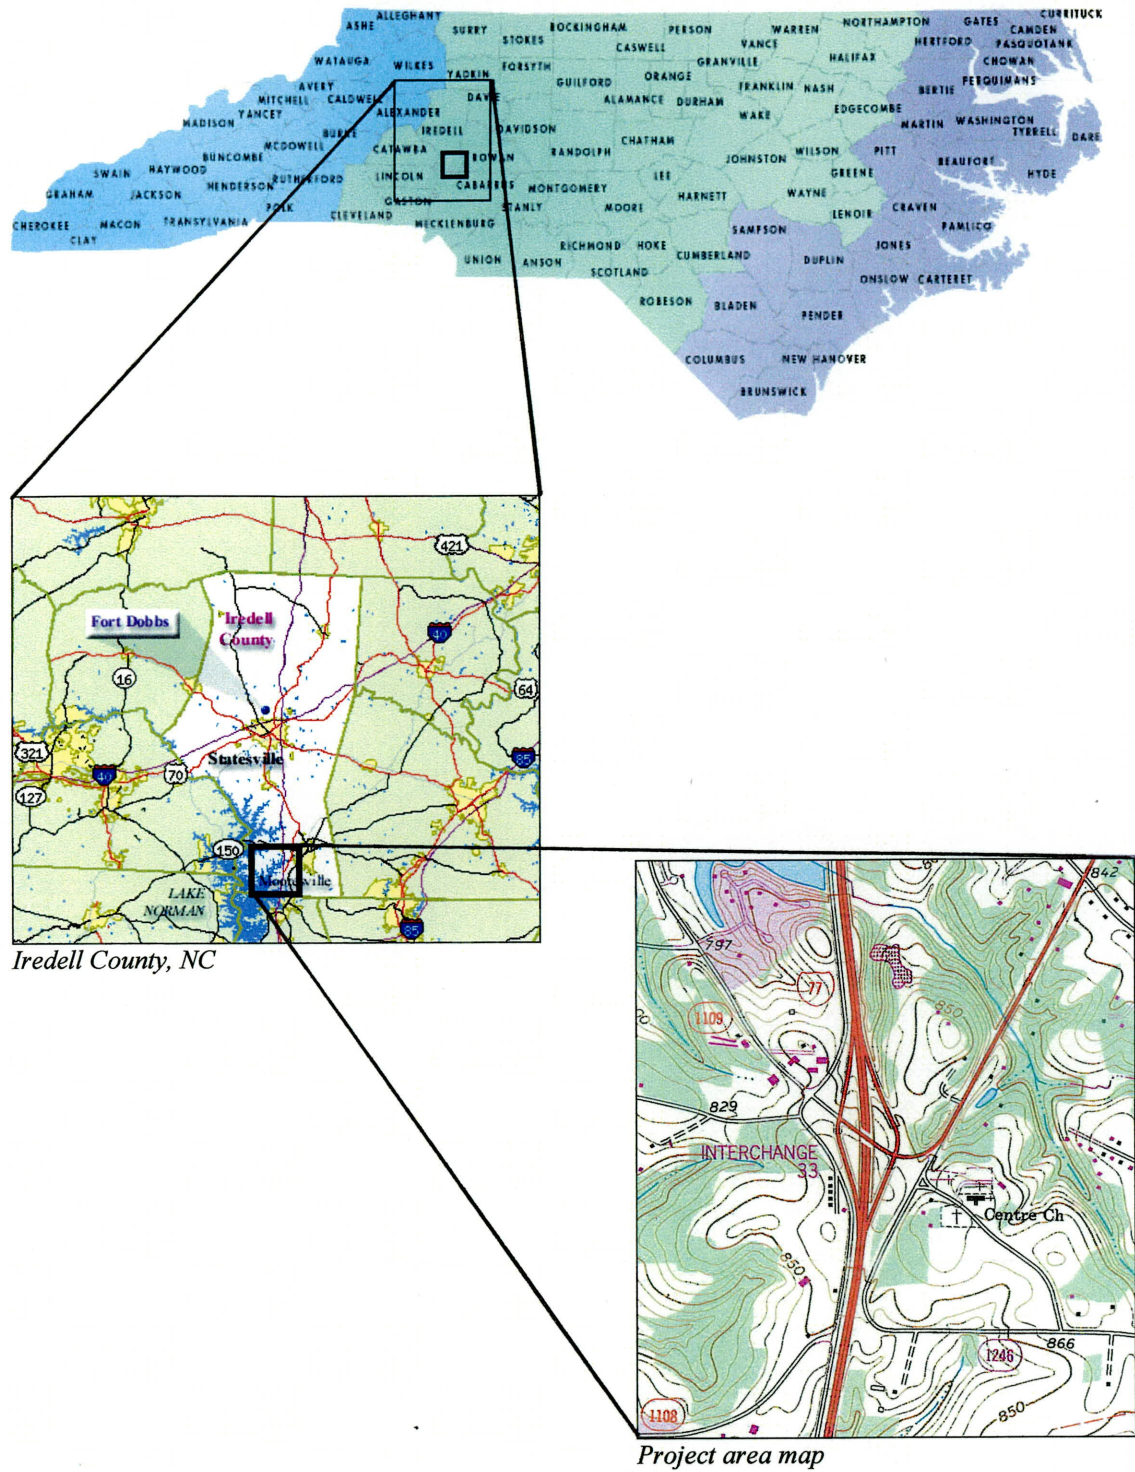 ALLEGHANY
CURRITUCK
ASHE
SURRY
ROCKINGHAM
PERSON
WARREN
NORTHAMPTON
GATES
CAMDEN
STOKES
CASWELL
VANCE
HERTFORD
PASQUOTANK
WATAUGA
WILKES
FORSYTH
GRANVILLE
HALIFAX
CHOWAN
YADKIN
GUILFORD
ORANGE
PERQUIMANS
AVERY
FRANKLIN
NASH
BERTIE
MITCHELL
CALDWELL
DAVIE
ALAMANCE
DURHAM
YANCEY
ALEXANDER
WAKE
EDGECOMBE
MADISON
BURKE
IREDELL
DAVIDSON
MARTIN
WASHINGTON
TYRRELL
DARE
MCDOWELL
CATAWBA
CHATHAM
BUNCOMBE
ROWAN
RANDOLPH
JOHNSTON
WILSON
PITT
BEAUFORT
HAYWOOD
SWAIN
RUTHERFORD
LINCOLN
LEE
GREENE
HYDE
GRAHAM
JACKSON
HENDERSON
CABARRUS
MONTGOMERY
HARNETT
WAYNE
POLK
GASTON
STANLY
MOORE
LENOIR
CRAVEN
CHEROKEE
MACON
TRANSYLVANIA
CLEVELAND
MECKLENBURG
SAMPSON
PAMLICO
CLAY
RICHMOND
HOKE
CUMBERLAND
JONES
UNION
ANSON
DUPLIN
SCOTLAND
ONSLOW
CARTERET
ROBESON
BLADEN
PENDER
COLUMBUS
NEW HANOVER
BRUNSWICK
421
Fort Dobbs
Iredell
County
40
16
64
321
Statesville
85
40
70
127
150
Mooresville
LAKE
NORMAN
85
Iredell County, NC
842
797
77
850
1109
829
INTERCHANGE
33
Centre Ch
850
866
1246
850
1108
Project area map